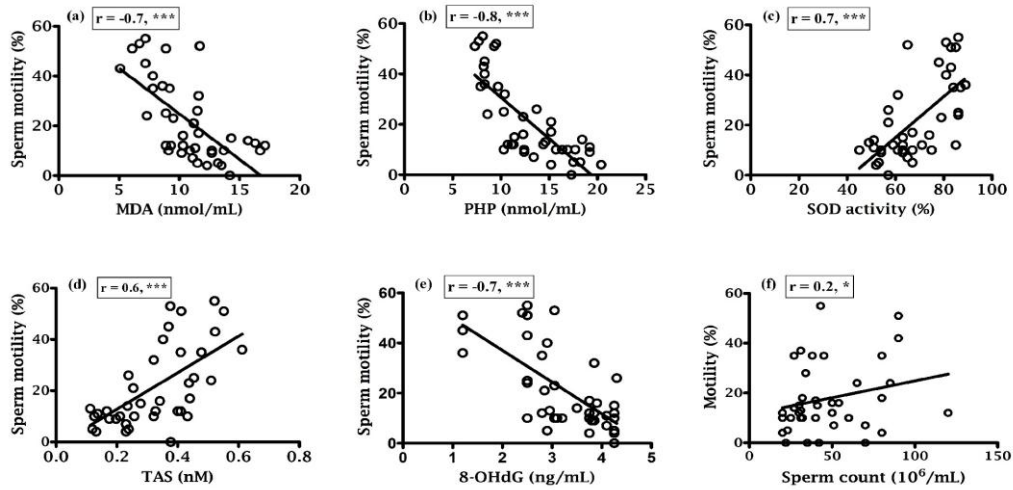 (a) r = -0.7, ***
Sperm motility (%)
60
40
20
0
0 5 10 15 20
MDA (nmol/mL)
(b) r = -0.8, ***
Sperm motility (%)
60
40
20
0
0 5 10 15 20 25
PHP (nmol/mL)
(c) r = 0.7, ***
Sperm motility (%)
60
40
20
0
0 20 40 60 80 100
SOD activity (%)
(d) r = 0.6, ***
Sperm motility (%)
60
40
20
0
0.0 0.2 0.4 0.6 0.8
TAS (nM)
(e) r = -0.7, ***
Sperm motility (%)
60
40
20
0
0 1 2 3 4 5
8-OHdG (ng/mL)
(f) r = 0.2, *
Motility (%)
60
40
20
0
0 50 100 150
Sperm count (10⁶/mL)